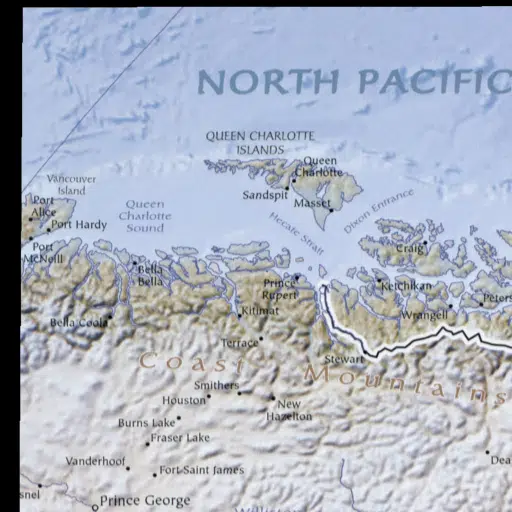 NORTH PACIFIC
QUEEN CHARLOTTE
ISLANDS
Queen
Charlotte
Sandspit
Masset
Vancouver
Island
Port
Alice
Port Hardy
Port
McNeill
Queen
Charlotte
Sound
Hecate Strait
Dixon Entrance
Craig
Bella
Bella
Prince
Rupert
Ketchikan
Peters
Wrangell
Kitimat
Bella Coola
Terrace
Stewart
Coast Mountains
Smithers
Houston
New
Hazelton
Burns Lake
Fraser Lake
Vanderhoof
Fort Saint James
Dea
snel
Prince George